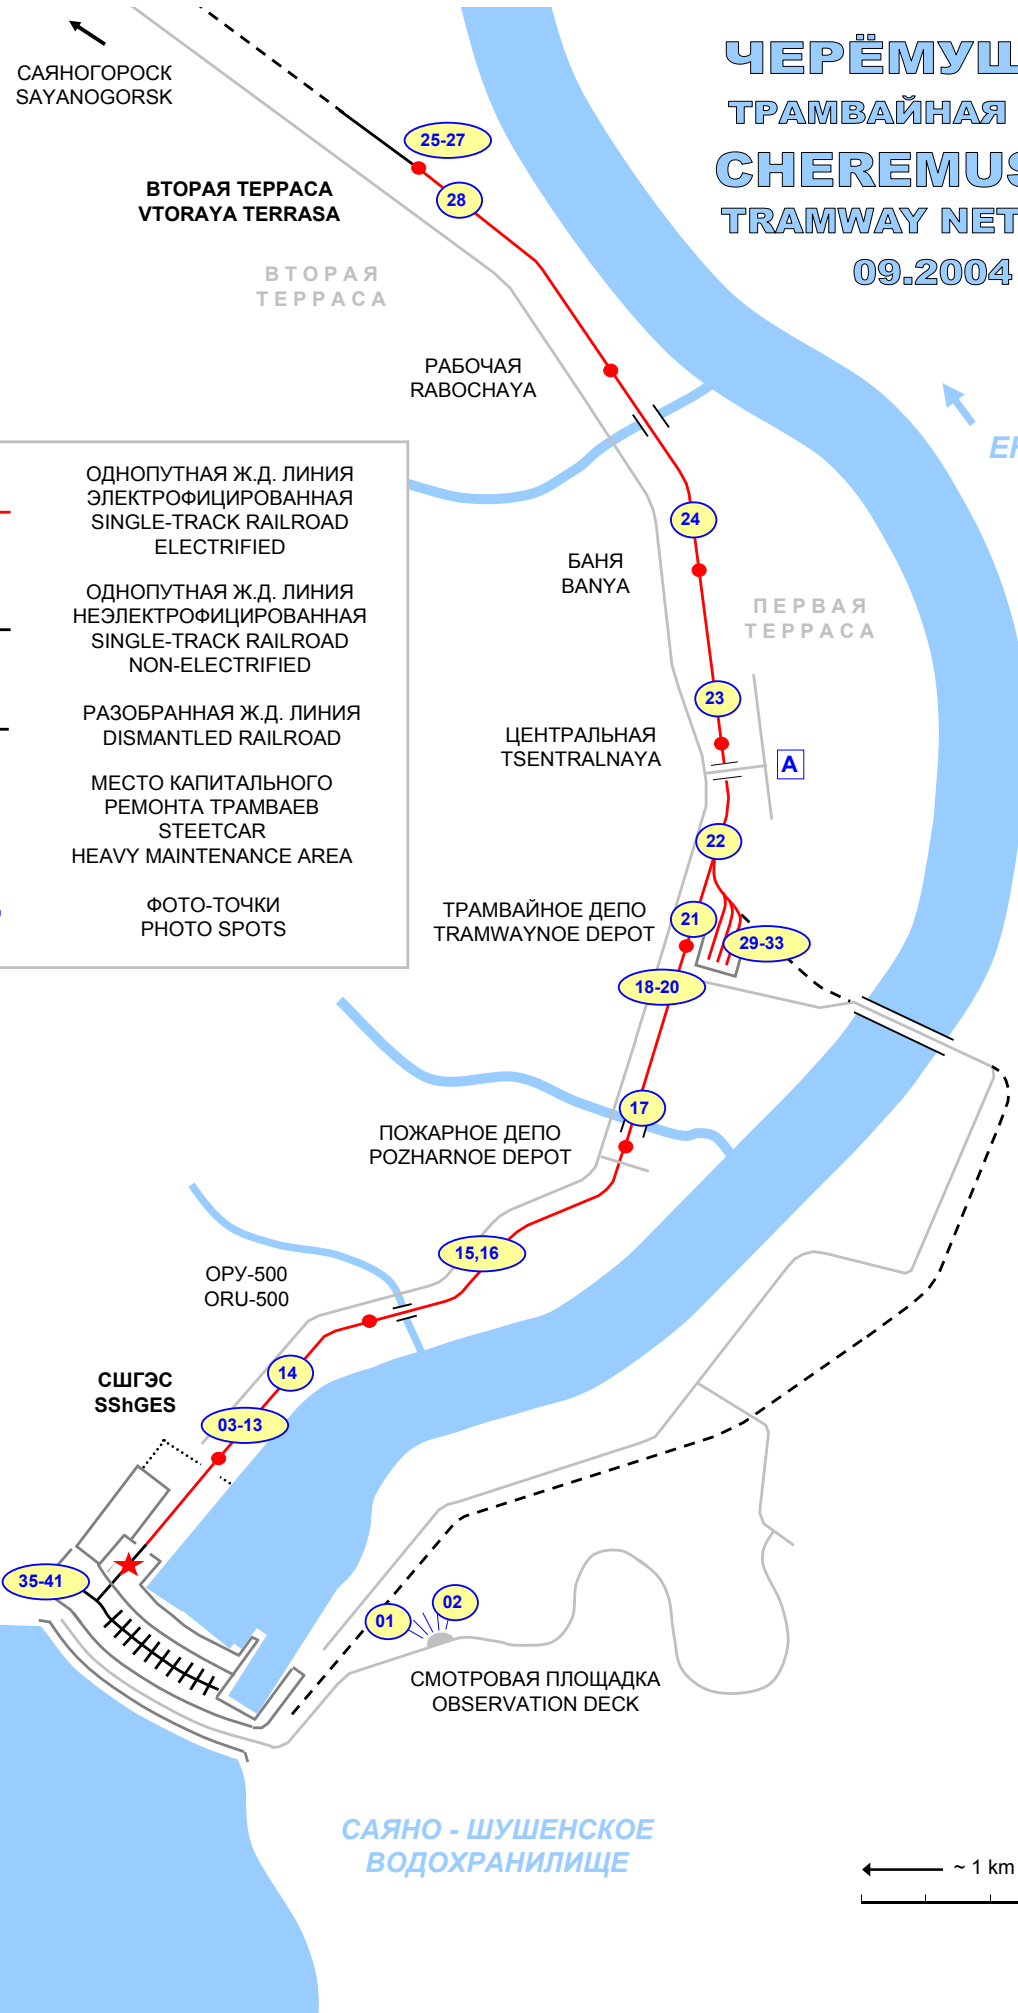 ЧЕРЁМУШ
ТРАМВАЙНАЯ
CHEREMUS
TRAMWAY NET
09.2004
САЯНОГОРОСК
SAYANOGORSK
25-27
ВТОРАЯ ТЕРРАСА
VTORAYA TERRASA
28
ВТОРАЯ
ТЕРРАСА
РАБОЧАЯ
RABOCHAYA
ЕН
ОДНОПУТНАЯ Ж.Д. ЛИНИЯ
ЭЛЕКТРОФИЦИРОВАННАЯ
SINGLE-TRACK RAILROAD
ELECTRIFIED
ОДНОПУТНАЯ Ж.Д. ЛИНИЯ
НЕЭЛЕКТРОФИЦИРОВАННАЯ
SINGLE-TRACK RAILROAD
NON-ELECTRIFIED
РАЗОБРАННАЯ Ж.Д. ЛИНИЯ
DISMANTLED RAILROAD
МЕСТО КАПИТАЛЬНОГО
РЕМОНТА ТРАМВАЕВ
STEETCAR
HEAVY MAINTENANCE AREA
ФОТО-ТОЧКИ
PHOTO SPOTS
24
БАНЯ
BANYA
ПЕРВАЯ
ТЕРРАСА
23
ЦЕНТРАЛЬНАЯ
TSENTRALNAYA
A
22
ТРАМВАЙНОЕ ДЕПО
TRAMWAYNOE DEPOT
21
29-33
18-20
17
ПОЖАРНОЕ ДЕПО
POZHARNOE DEPOT
15,16
ОРУ-500
ORU-500
14
СШГЭС
SShGES
03-13
35-41
01
02
СМОТРОВАЯ ПЛОЩАДКА
OBSERVATION DECK
САЯНО - ШУШЕНСКОЕ
ВОДОХРАНИЛИЩЕ
~ 1 km